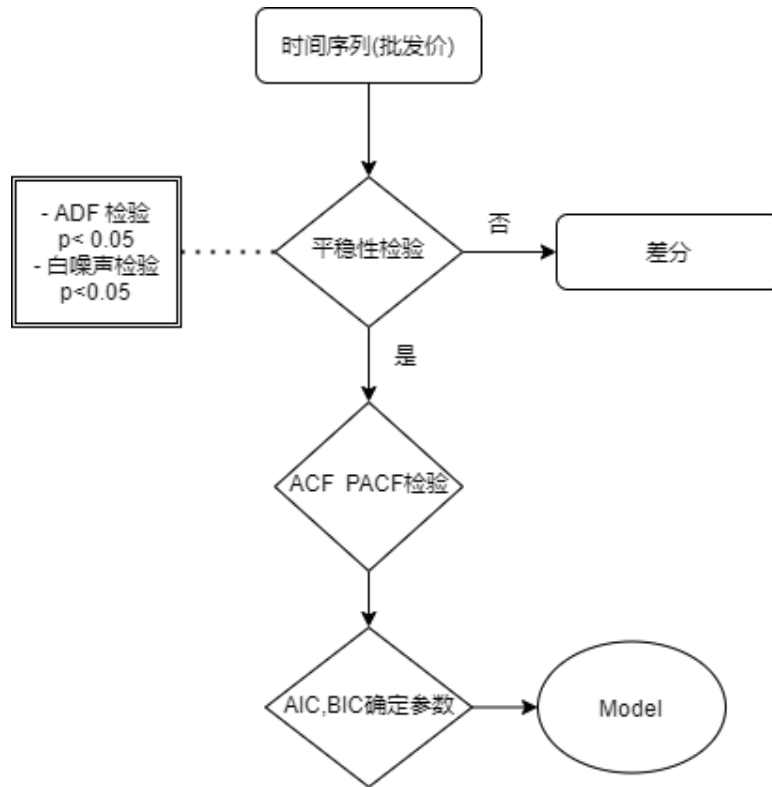 时间序列(批发价)
- ADF 检验
p< 0.05
- 白噪声检验
p<0.05
平稳性检验
否
差分
是
ACF PACF检验
AIC,BIC确定参数
Model